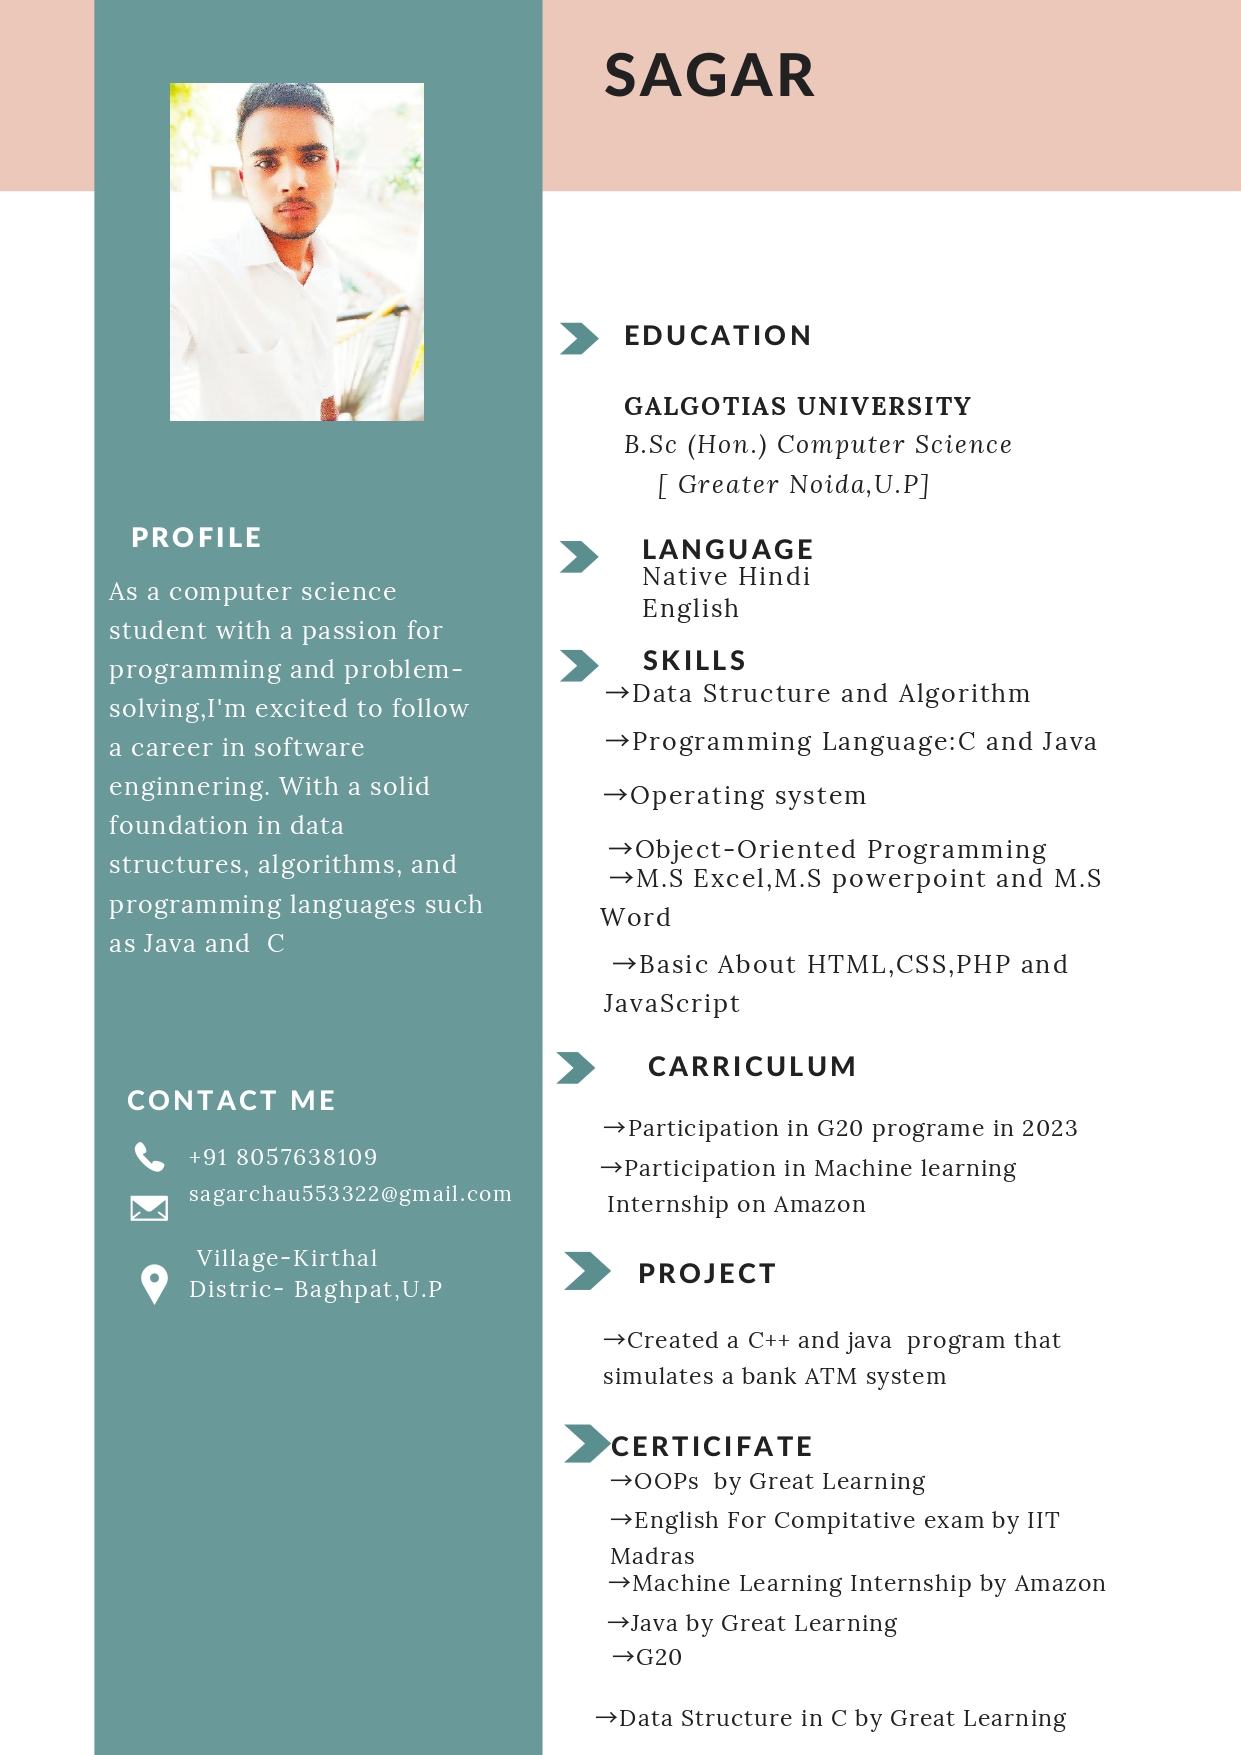 SAGAR
PROFILE
As a computer science
student with a passion for
programming and problem-
solving,I'm excited to follow
a career in software
enginnering. With a solid
foundation in data
structures, algorithms, and
programming languages such
as Java and  C
CONTACT ME
+91 8057638109
sagarchau553322@gmail.com
Village-Kirthal
Distric- Baghpat,U.P
EDUCATION
GALGOTIAS UNIVERSITY
B.Sc (Hon.) Computer Science
[ Greater Noida,U.P]
LANGUAGE
Native Hindi
English
SKILLS
→Data Structure and Algorithm
→Programming Language:C and Java
→Operating system
→Object-Oriented Programming
→M.S Excel,M.S powerpoint and M.S
Word
→Basic About HTML,CSS,PHP and
JavaScript
CARRICULUM
→Participation in G20 programe in 2023
→Participation in Machine learning
Internship on Amazon
PROJECT
→Created a C++ and java  program that
simulates a bank ATM system
CERTICIFATE
→OOPs  by Great Learning
→English For Compitative exam by IIT
Madras
→Machine Learning Internship by Amazon
→Java by Great Learning
→G20
→Data Structure in C by Great Learning